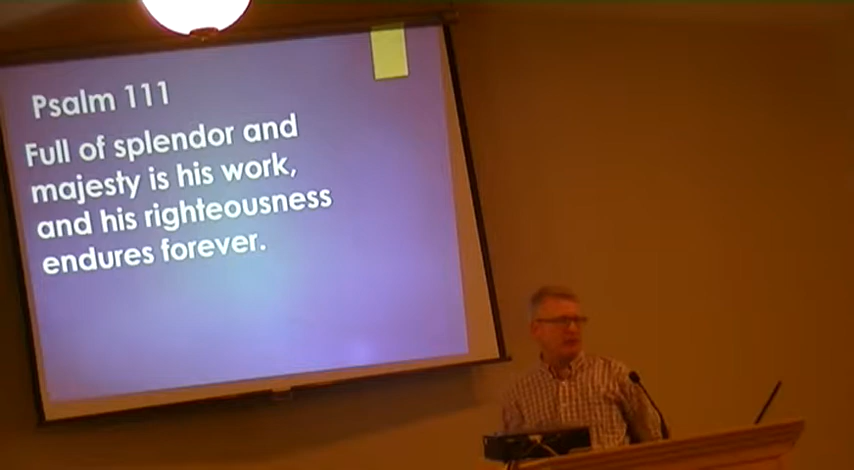 Psalm 111
Full of splendor and
majesty is his work,
and his righteousness
endures forever.